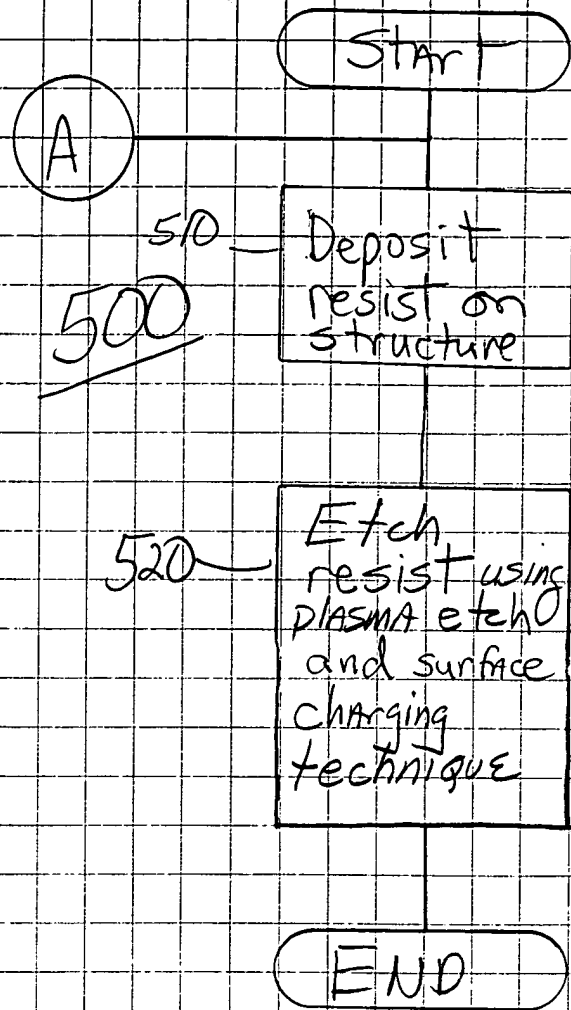 Start
A
510
Deposit
resist on
structure
500
520
Etch
resist using
PLASMA etch
and surface
charging
technique
END